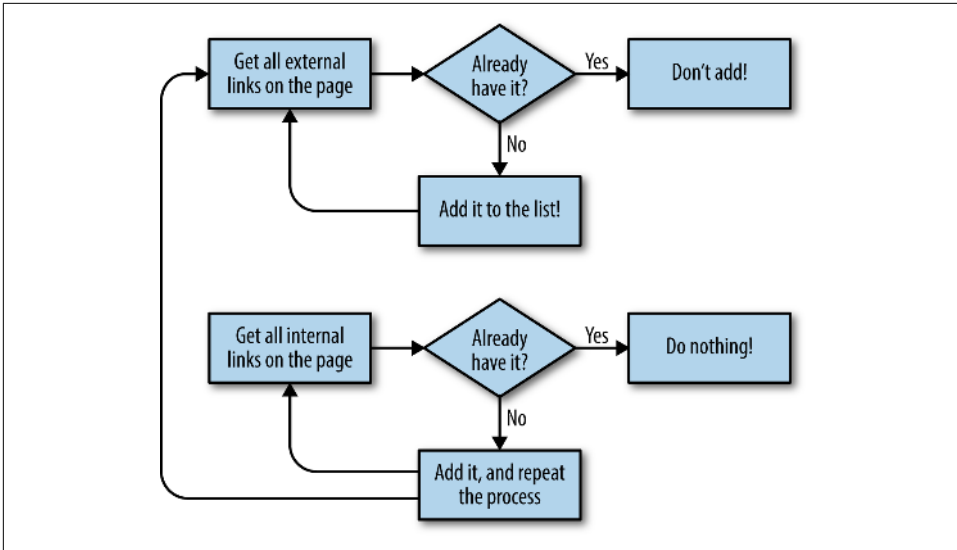 Get all external
links on the page
Already
have it?
Yes
Don't add!
No
Add it to the list!
Get all internal
links on the page
Already
have it?
Yes
Do nothing!
No
Add it, and repeat
the process